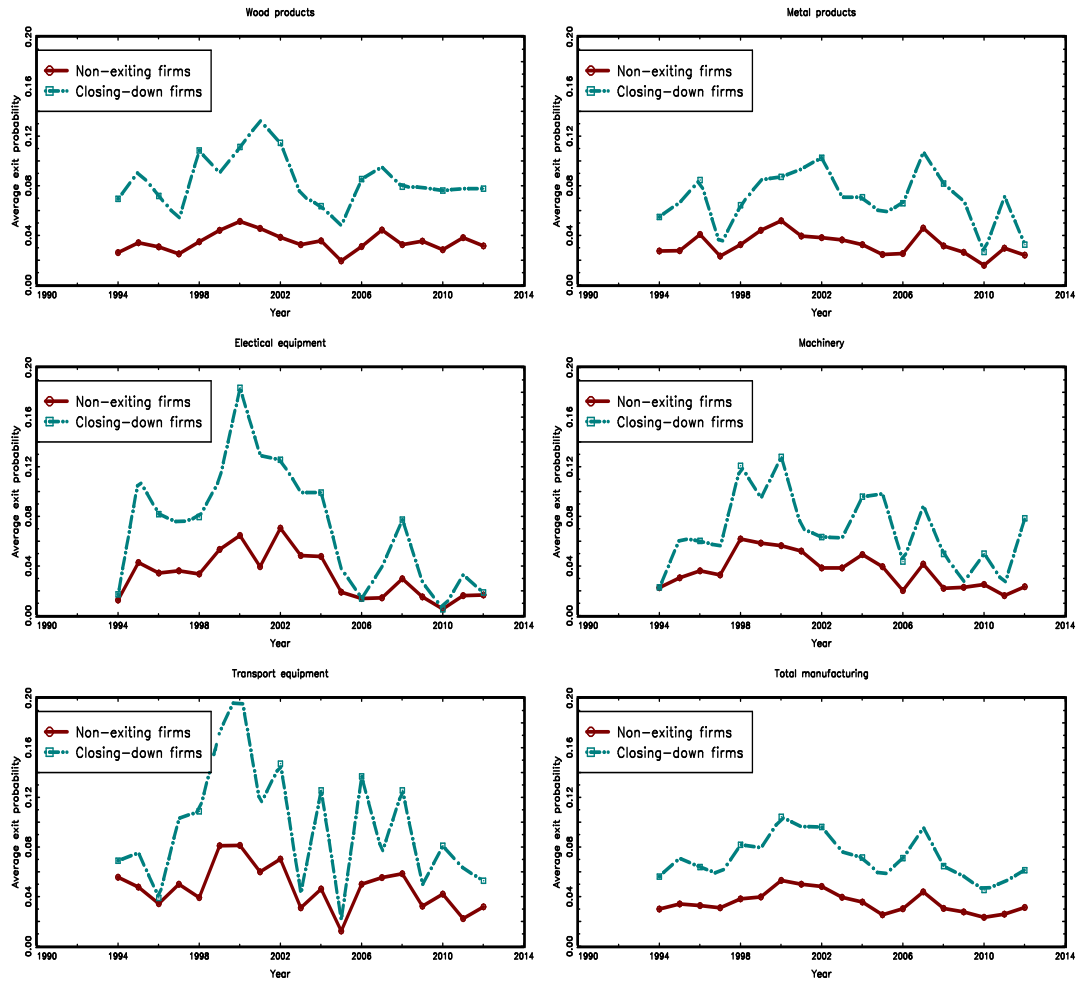 Wood products
Average exit probability
0.00 0.04 0.08 0.12 0.16 0.20
Non-exiting firms
Closing-down firms
1990 1994 1998 2002 2006 2010 2014
Year
Metal products
Average exit probability
0.00 0.04 0.08 0.12 0.16 0.20
Non-exiting firms
Closing-down firms
1990 1994 1998 2002 2006 2010 2014
Year
Electical equipment
Average exit probability
0.00 0.04 0.08 0.12 0.16 0.20
Non-exiting firms
Closing-down firms
1990 1994 1998 2002 2006 2010 2014
Year
Machinery
Average exit probability
0.00 0.04 0.08 0.12 0.16 0.20
Non-exiting firms
Closing-down firms
1990 1994 1998 2002 2006 2010 2014
Year
Transport equipment
Average exit probability
0.00 0.04 0.08 0.12 0.16 0.20
Non-exiting firms
Closing-down firms
1990 1994 1998 2002 2006 2010 2014
Year
Total manufacturing
Average exit probability
0.00 0.04 0.08 0.12 0.16 0.20
Non-exiting firms
Closing-down firms
1990 1994 1998 2002 2006 2010 2014
Year